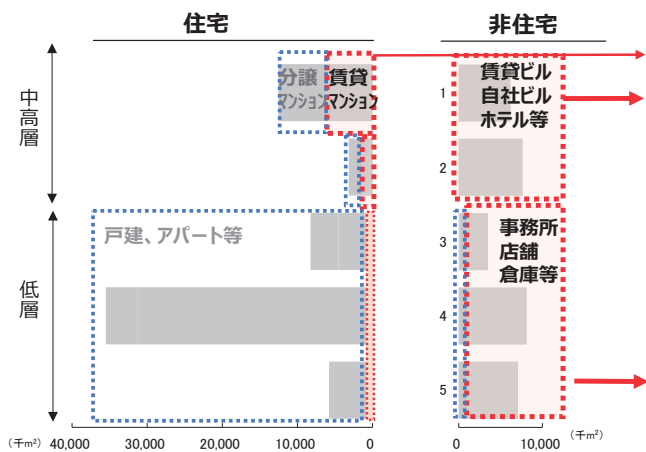 住宅
非住宅
中高層
分譲
マンション
賃貸
マンション
1
賃貸ビル
自社ビル
ホテル等
2
低層
戸建、アパート等
3
事務所
店舗
倉庫等
4
5
(千m²)
40,000
30,000
20,000
10,000
0
0
10,000
(千m²)